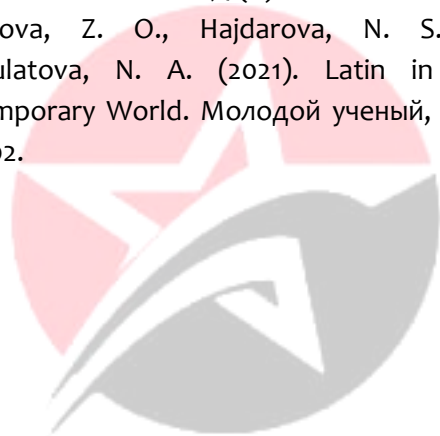 ova, Z. O., Hajdarova, N. S.
ulatova, N. A. (2021). Latin in
mporary World. Молодой ученый,
02.